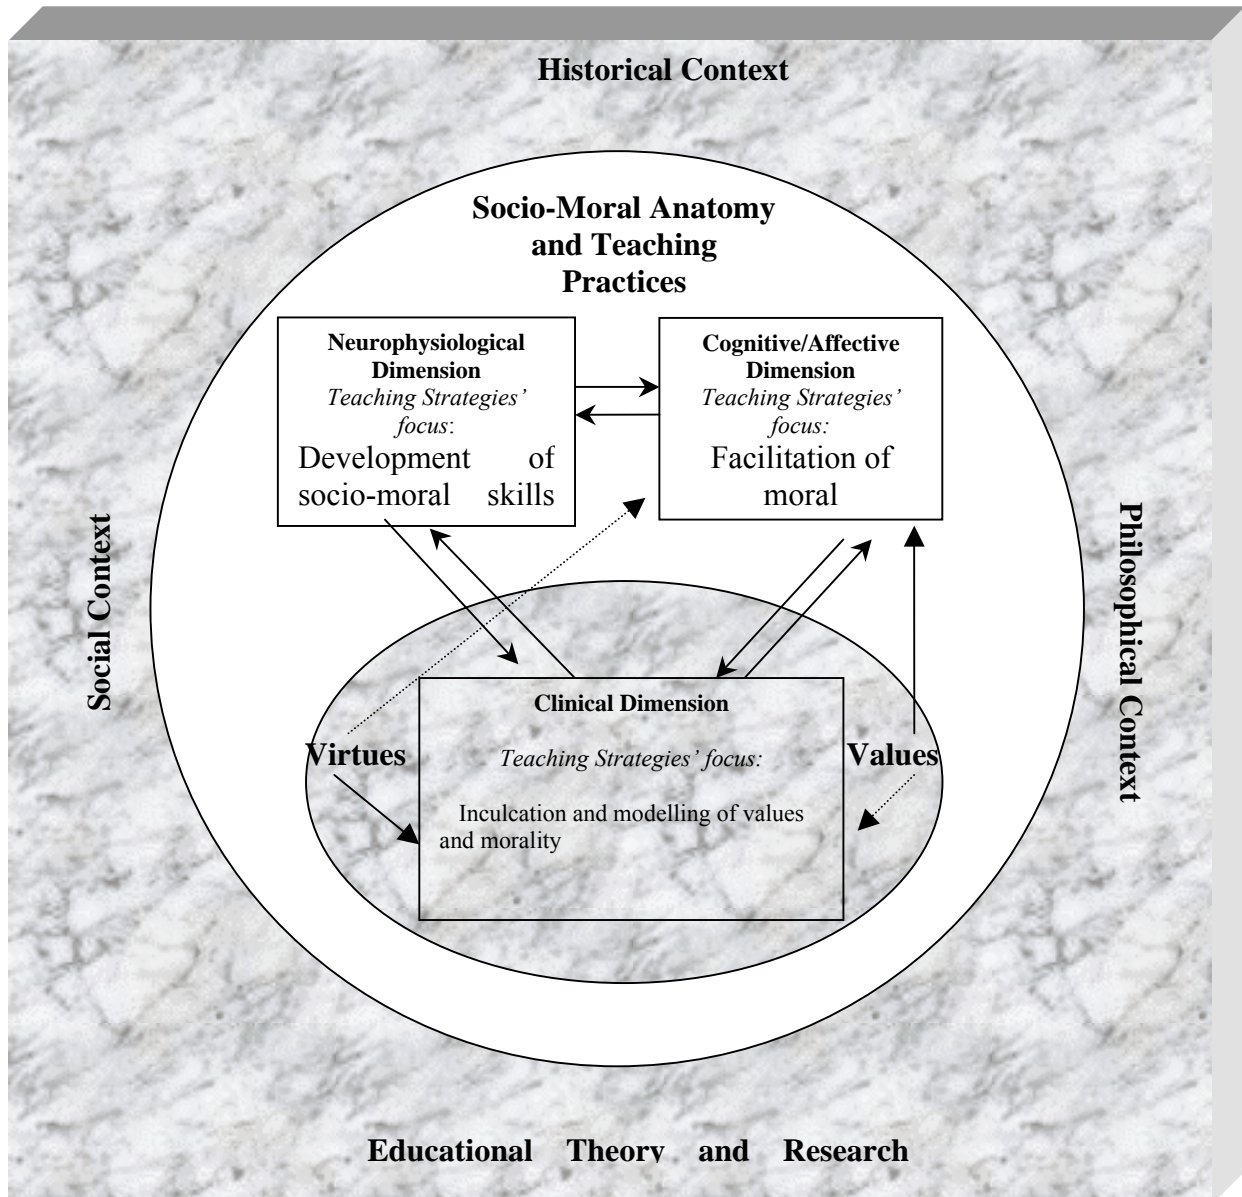 Historical Context
Socio-Moral Anatomy
and Teaching
Practices
Neurophysiological
Dimension
Teaching Strategies’
focus:
Development of
socio-moral skills
Cognitive/Affective
Dimension
Teaching Strategies’
focus:
Facilitation of
moral
Social Context
Philosophical Context
Clinical Dimension
Virtues
Teaching Strategies’ focus:
Values
Inculcation and modelling of values
and morality
Educational Theory and Research